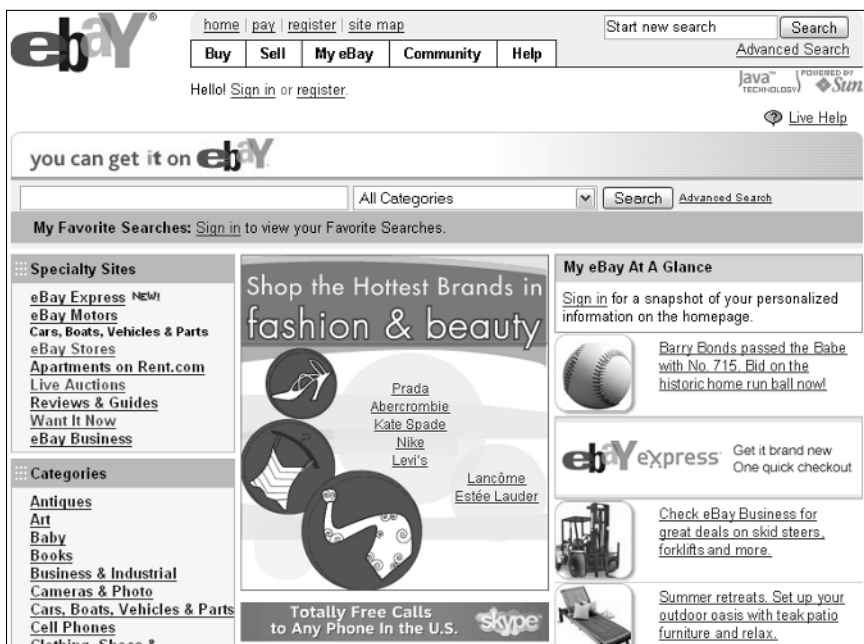 ebaY®
home | pay | register | site map
Buy Sell My eBay Community Help
Start new search Search
Advanced Search
Hello! Sign in or register.
Java™ TECHNOLOGY POWERED BY Sun
Live Help
you can get it on ebaY
All Categories Search Advanced Search
My Favorite Searches: Sign in to view your Favorite Searches.
Specialty Sites
eBay Express NEW!
eBay Motors
Cars, Boats, Vehicles & Parts
eBay Stores
Apartments on Rent.com
Live Auctions
Reviews & Guides
Want It Now
eBay Business
Categories
Antiques
Art
Baby
Books
Business & Industrial
Cameras & Photo
Cars, Boats, Vehicles & Parts
Cell Phones
Clothing, Shoes &
Shop the Hottest Brands in
fashion & beauty
Prada
Abercrombie
Kate Spade
Nike
Levi's
Lancôme
Estée Lauder
Totally Free Calls
to Any Phone In the U.S.
skype
My eBay At A Glance
Sign in for a snapshot of your personalized
information on the homepage.
Barry Bonds passed the Babe
with No. 715. Bid on the
historic home run ball now!
ebaY express
Get it brand new
One quick checkout
Check eBay Business for
great deals on skid steers,
forklifts and more.
Summer retreats. Set up your
outdoor oasis with teak patio
furniture and relax.